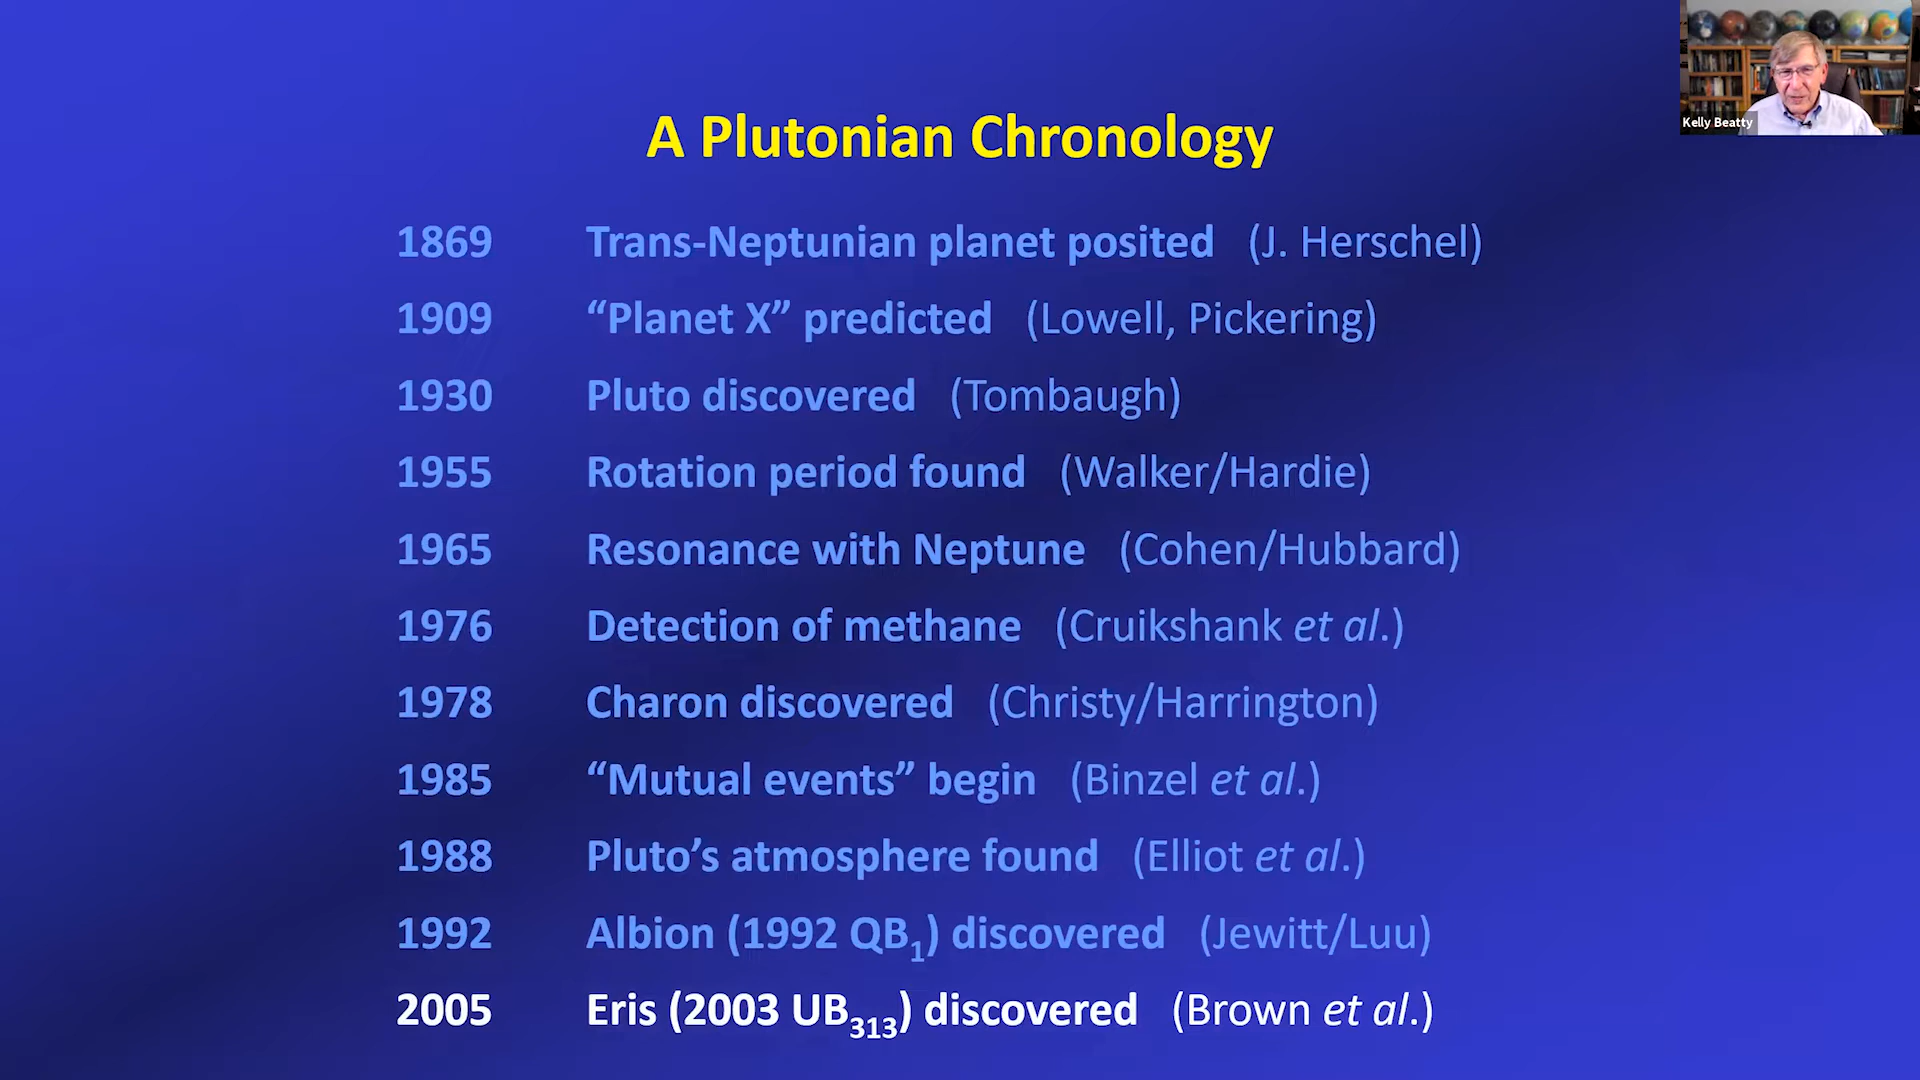 Kelly Beatty
A Plutonian Chronology
1869 Trans-Neptunian planet posited (J. Herschel)
1909 “Planet X” predicted (Lowell, Pickering)
1930 Pluto discovered (Tombaugh)
1955 Rotation period found (Walker/Hardie)
1965 Resonance with Neptune (Cohen/Hubbard)
1976 Detection of methane (Cruikshank et al.)
1978 Charon discovered (Christy/Harrington)
1985 “Mutual events” begin (Binzel et al.)
1988 Pluto’s atmosphere found (Elliot et al.)
1992 Albion (1992 QB₁) discovered (Jewitt/Luu)
2005 Eris (2003 UB₃₁₃) discovered (Brown et al.)